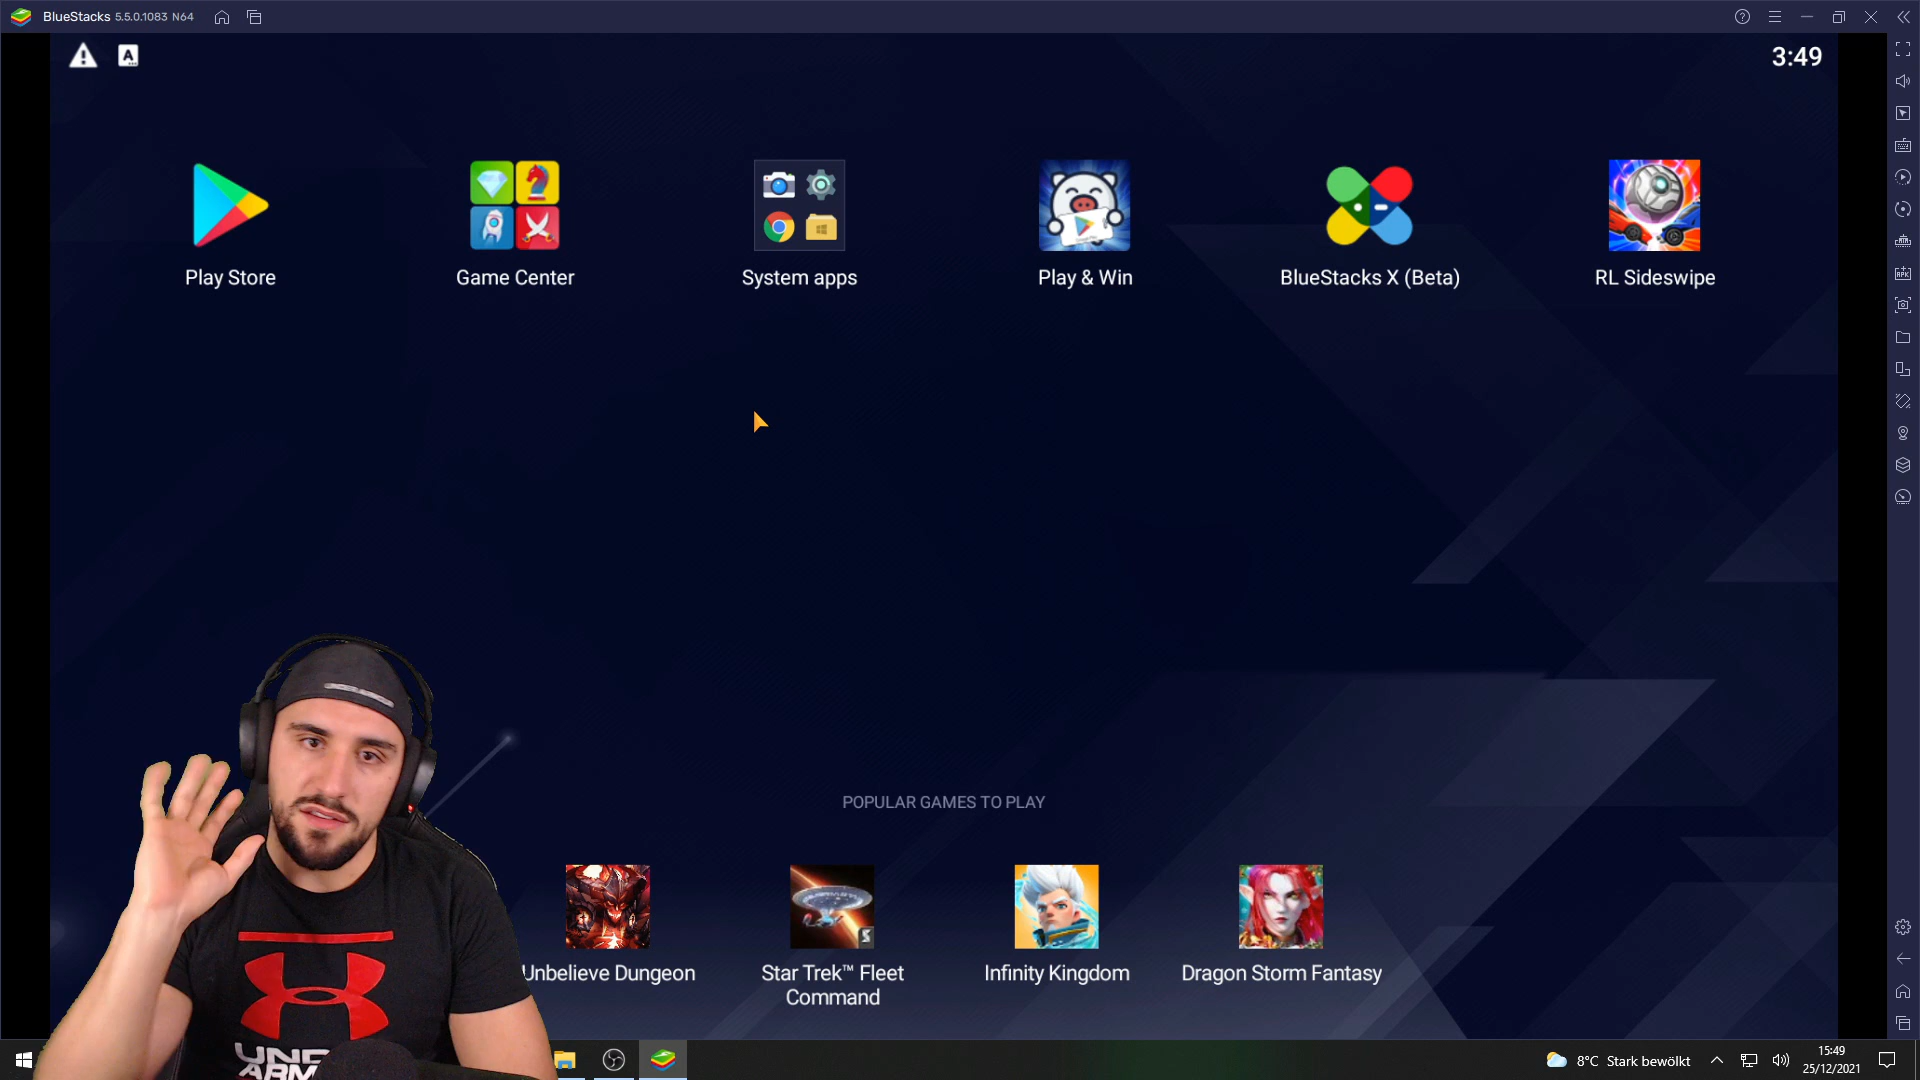 BlueStacks 5.5.0.1083 N64
A
3:49
Play Store
Game Center
System apps
Play & Win
BlueStacks X (Beta)
RL Sideswipe
POPULAR GAMES TO PLAY
Unbelieve Dungeon
Star Trek™ Fleet
Command
Infinity Kingdom
Dragon Storm Fantasy
UNDE
ARM
8°C Stark bewölkt
15:49
25/12/2021